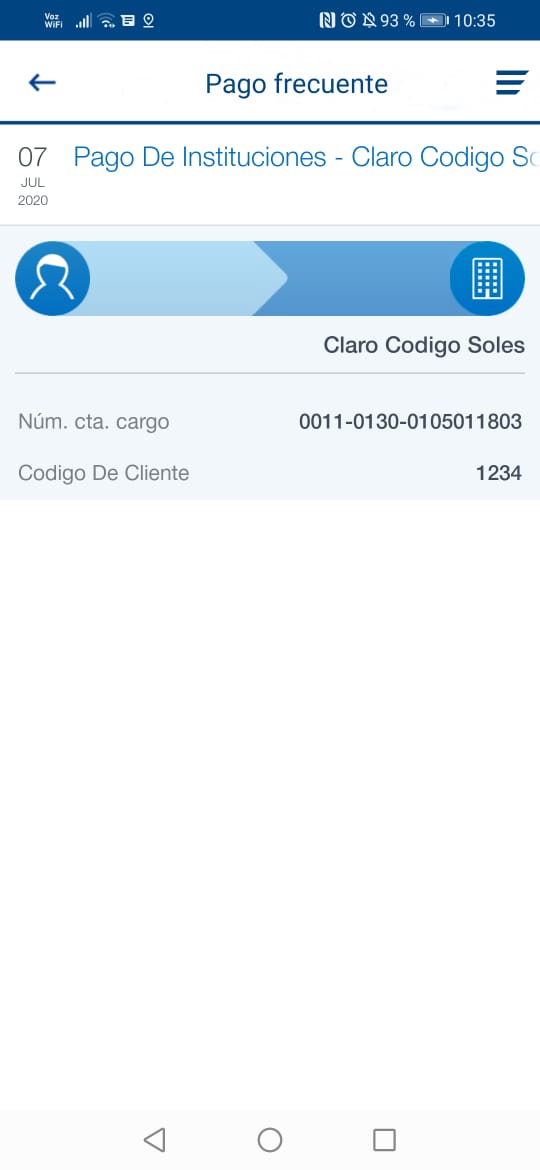 Voz
WiFi
93 %
10:35
Pago frecuente
07
JUL
2020
Pago De Instituciones - Claro Codigo So
Claro Codigo Soles
Núm. cta. cargo
0011-0130-0105011803
Codigo De Cliente
1234